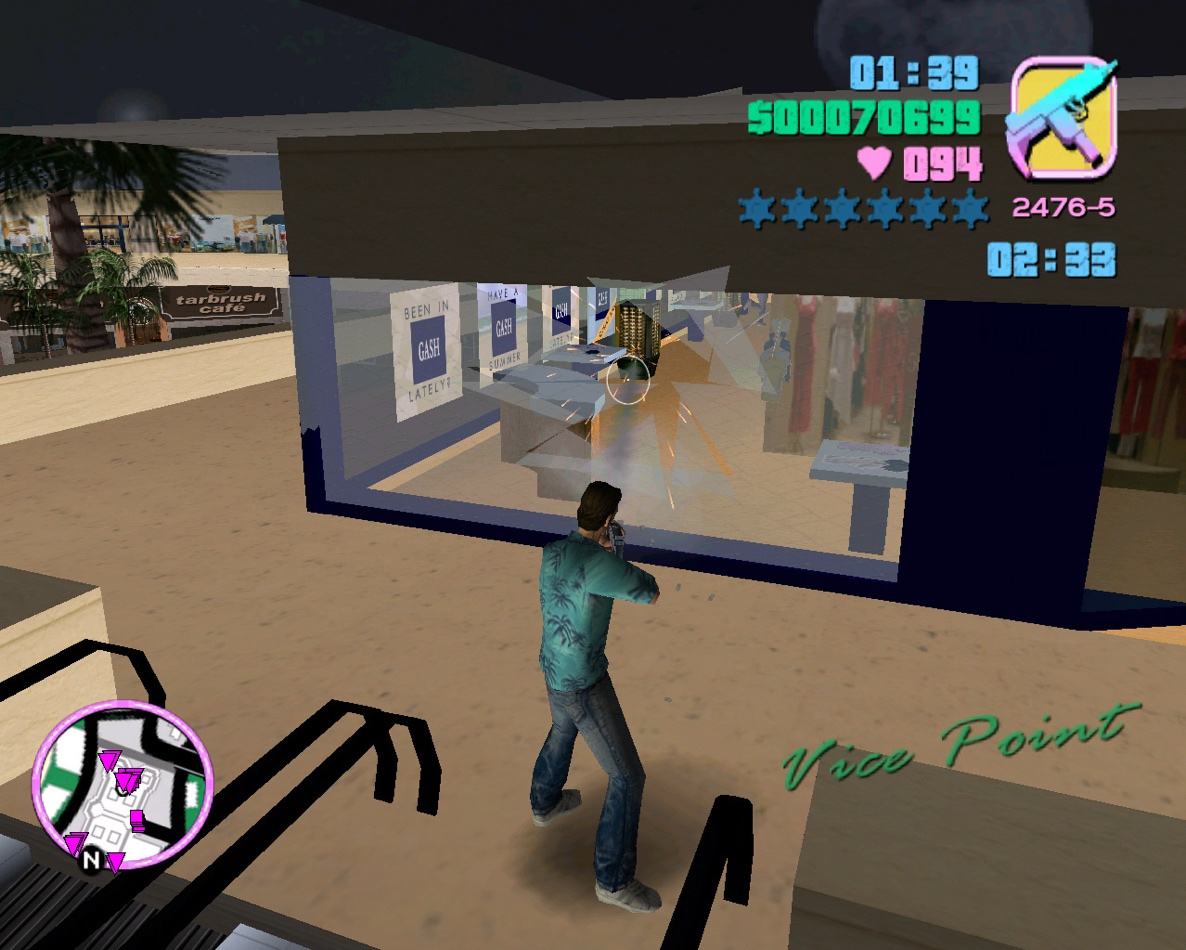 01:39
$00070699
094
2476-5
02:33
tarbrush
café
BEEN IN
GASH
LATELY?
HAVE A
GASH
SUMMER
GASH
GASH
Vice Point
N